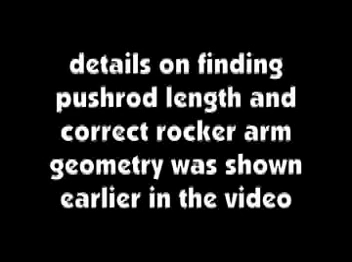 details on finding
pushrod length and
correct rocker arm
geometry was shown
earlier in the video